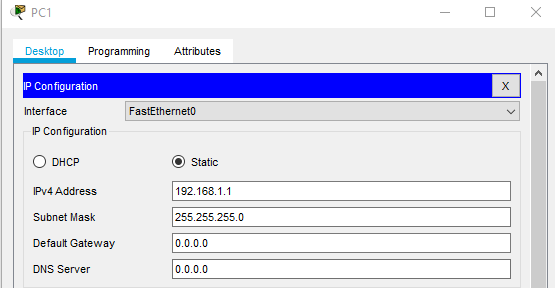 PC1
Desktop Programming Attributes
IP Configuration X
Interface FastEthernet0
IP Configuration
DHCP Static
IPv4 Address 192.168.1.1
Subnet Mask 255.255.255.0
Default Gateway 0.0.0.0
DNS Server 0.0.0.0